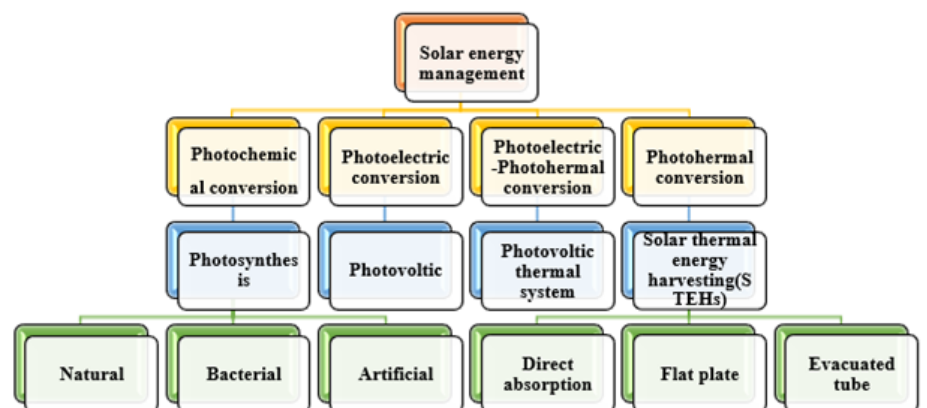 Solar energy
management
Photochemic
al conversion
Photoelectric
conversion
Photoelectric
-Photohermal
conversion
Photohermal
conversion
Photosynthes
is
Photovoltic
Photovoltic
thermal
system
Solar thermal
energy
harvesting(S
TEHs)
Natural
Bacterial
Artificial
Direct
absorption
Flat plate
Evacuated
tube